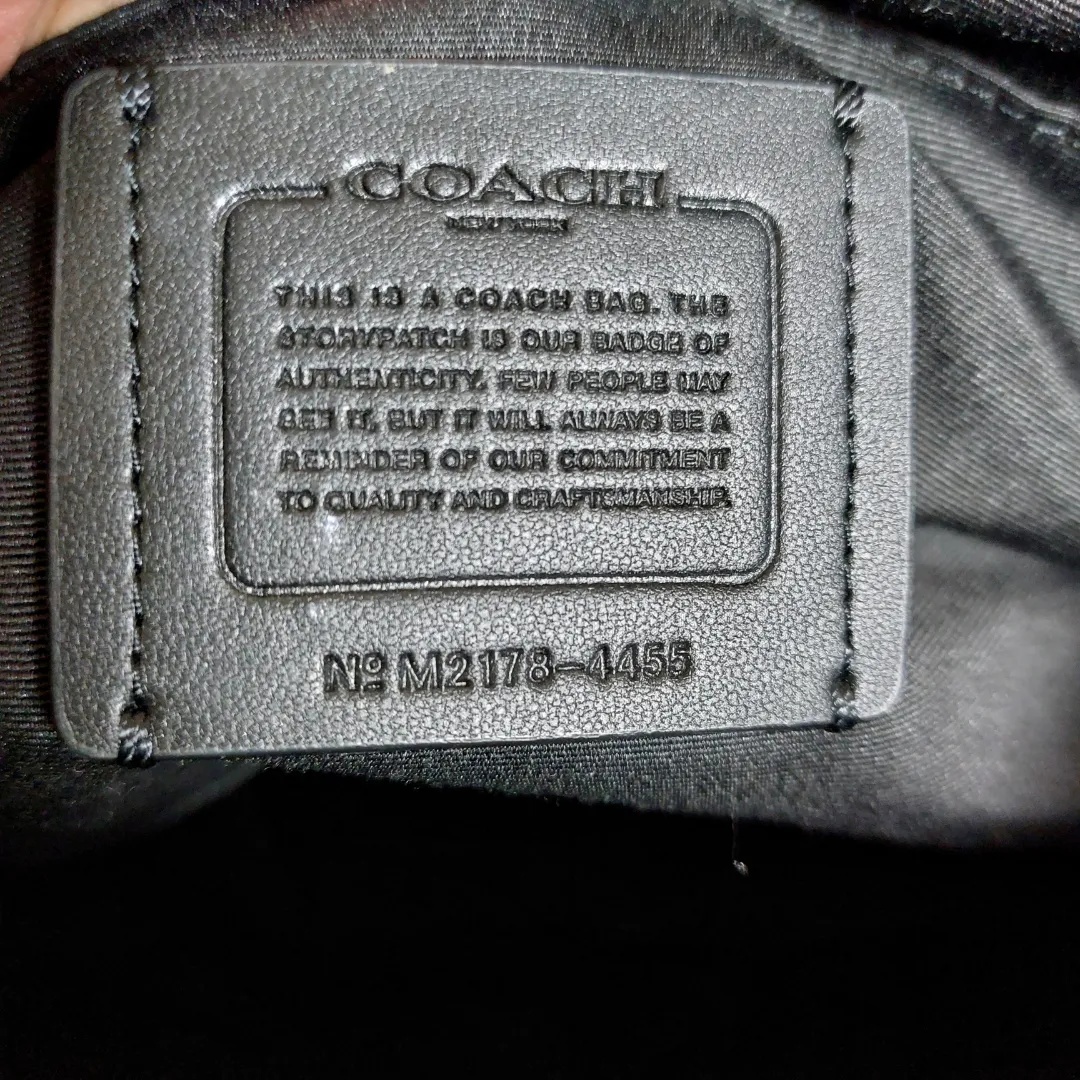 COACH
NEW YORK
THIS IS A COACH BAG. THE
STORYPATCH IS OUR BADGE OF
AUTHENTICITY. FEW PEOPLE MAY
SEE IT, BUT IT WILL ALWAYS BE A
REMINDER OF OUR COMMITMENT
TO QUALITY AND CRAFTSMANSHIP.
Nº M2178-4455